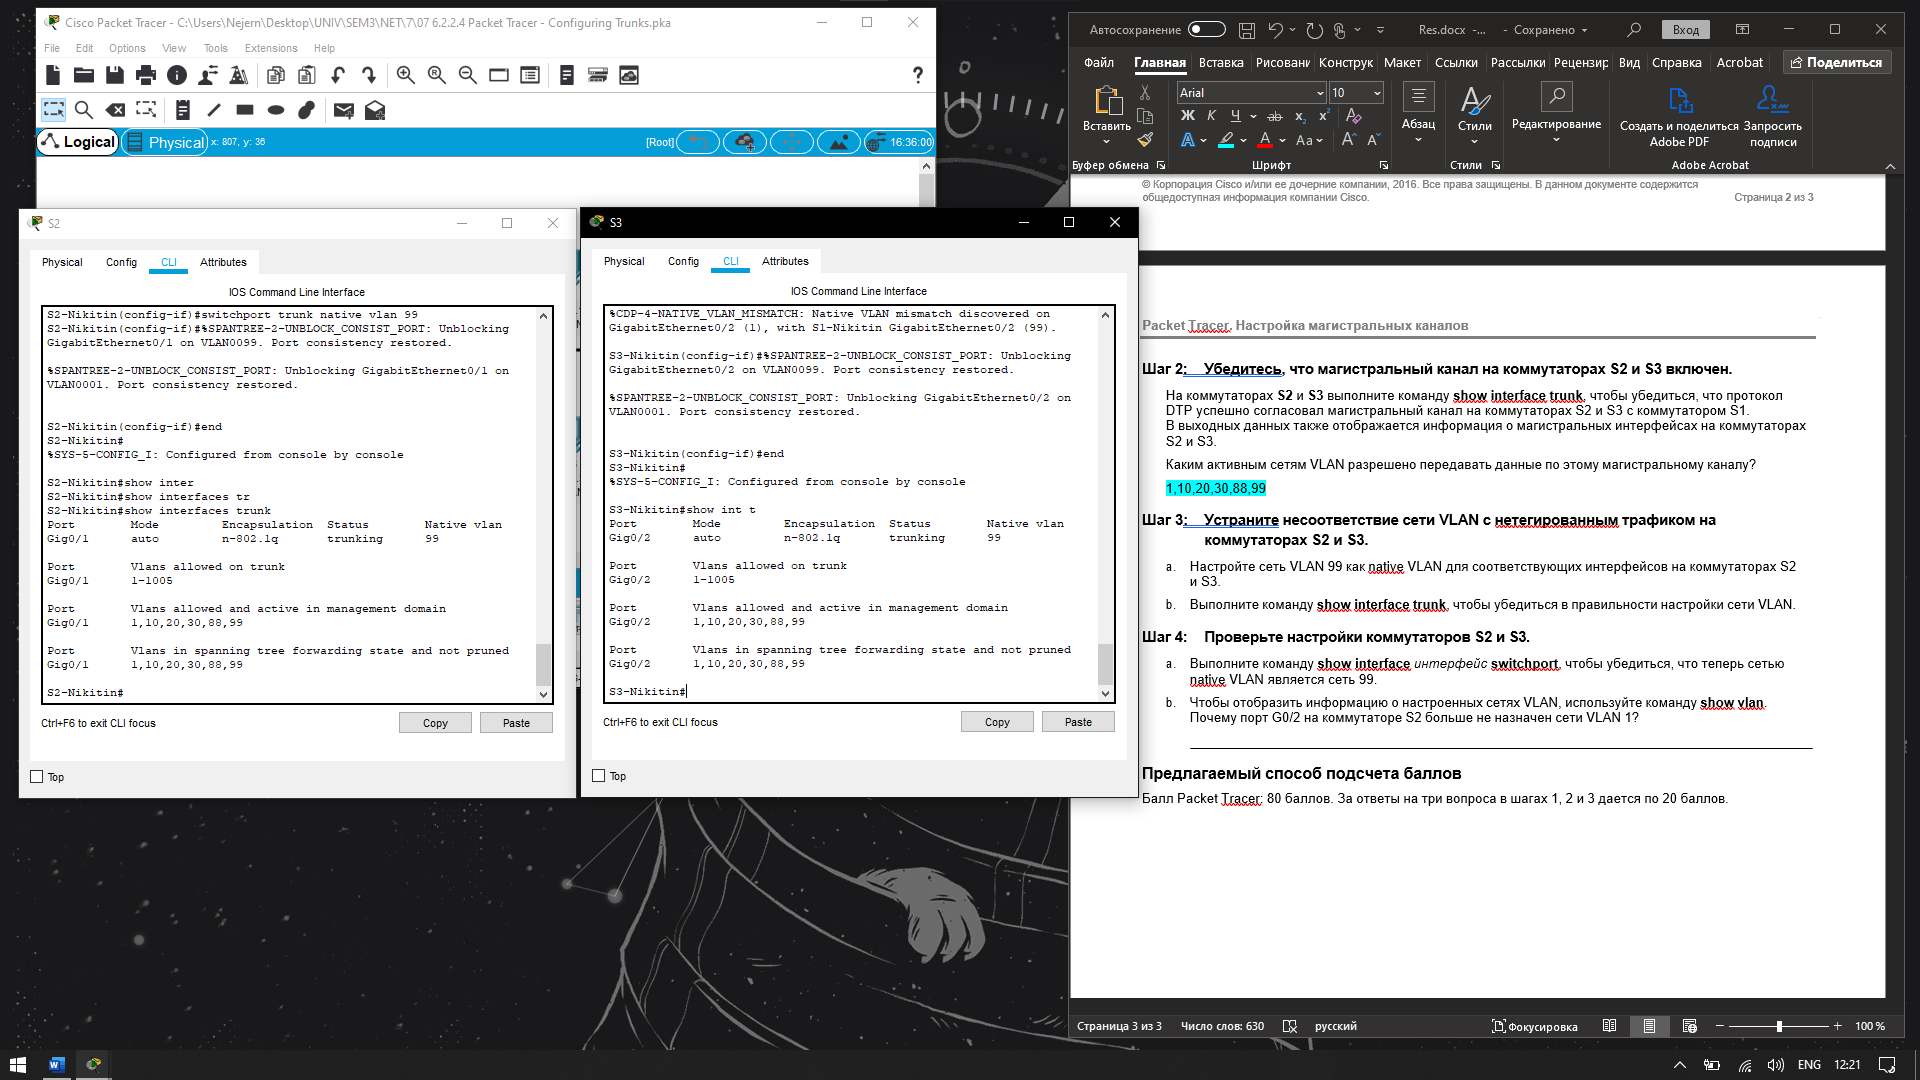 Cisco Packet Tracer - C:\Users\Nejern\Desktop\UNIV\SEM3\NET\7\07 6.2.2.4 Packet Tracer - Configuring Trunks.pka
File Edit Options View Tools Extensions Help
Logical
Physical
x: 807, y: 36
[Root]
16:36:00
S2
Physical Config CLI Attributes
IOS Command Line Interface
S2-Nikitin(config-if)#switchport trunk native vlan 99
S2-Nikitin(config-if)#%SPANTREE-2-UNBLOCK_CONSIST_PORT: Unblocking
GigabitEthernet0/1 on VLAN0099. Port consistency restored.
%SPANTREE-2-UNBLOCK_CONSIST_PORT: Unblocking GigabitEthernet0/1 on
VLAN0001. Port consistency restored.
S2-Nikitin(config-if)#end
S2-Nikitin#
%SYS-5-CONFIG_I: Configured from console by console
S2-Nikitin#show inter
S2-Nikitin#show interfaces tr
S2-Nikitin#show interfaces trunk
Port Mode Encapsulation Status Native vlan
Gig0/1 auto n-802.1q trunking 99
Port Vlans allowed on trunk
Gig0/1 1-1005
Port Vlans allowed and active in management domain
Gig0/1 1,10,20,30,88,99
Port Vlans in spanning tree forwarding state and not pruned
Gig0/1 1,10,20,30,88,99
S2-Nikitin#
Ctrl+F6 to exit CLI focus
Copy
Paste
Top
S3
Physical Config CLI Attributes
IOS Command Line Interface
%CDP-4-NATIVE_VLAN_MISMATCH: Native VLAN mismatch discovered on
GigabitEthernet0/2 (1), with S1-Nikitin GigabitEthernet0/2 (99).
S3-Nikitin(config-if)#%SPANTREE-2-UNBLOCK_CONSIST_PORT: Unblocking
GigabitEthernet0/2 on VLAN0099. Port consistency restored.
%SPANTREE-2-UNBLOCK_CONSIST_PORT: Unblocking GigabitEthernet0/2 on
VLAN0001. Port consistency restored.
S3-Nikitin(config-if)#end
S3-Nikitin#
%SYS-5-CONFIG_I: Configured from console by console
S3-Nikitin#show int t
Port Mode Encapsulation Status Native vlan
Gig0/2 auto n-802.1q trunking 99
Port Vlans allowed on trunk
Gig0/2 1-1005
Port Vlans allowed and active in management domain
Gig0/2 1,10,20,30,88,99
Port Vlans in spanning tree forwarding state and not pruned
Gig0/2 1,10,20,30,88,99
S3-Nikitin#
Ctrl+F6 to exit CLI focus
Copy
Paste
Top
Автосохранение
Res.docx -... - Сохранено
Вход
Файл Главная Вставка Рисовани Конструк Макет Ссылки Рассылки Рецензир Вид Справка Acrobat
Поделиться
Вставить
Буфер обмена
Arial
10
Ж К Ч ab x₂ x²
Aa
Шрифт
Абзац
Стили
Стили
Редактирование
Создать и поделиться Adobe PDF
Запросить подписи
Adobe Acrobat
© Корпорация Cisco и/или ее дочерние компании, 2016. Все права защищены. В данном документе содержится
общедоступная информация компании Cisco.
Страница 2 из 3
Packet Tracer. Настройка магистральных каналов
Шаг 2: Убедитесь, что магистральный канал на коммутаторах S2 и S3 включен.
На коммутаторах S2 и S3 выполните команду show interface trunk, чтобы убедиться, что протокол
DTP успешно согласовал магистральный канал на коммутаторах S2 и S3 с коммутатором S1.
В выходных данных также отображается информация о магистральных интерфейсах на коммутаторах
S2 и S3.
Каким активным сетям VLAN разрешено передавать данные по этому магистральному каналу?
1,10,20,30,88,99
Шаг 3: Устраните несоответствие сети VLAN с нетегированным трафиком на
коммутаторах S2 и S3.
a. Настройте сеть VLAN 99 как native VLAN для соответствующих интерфейсов на коммутаторах S2
и S3.
b. Выполните команду show interface trunk, чтобы убедиться в правильности настройки сети VLAN.
Шаг 4: Проверьте настройки коммутаторов S2 и S3.
a. Выполните команду show interface интерфейс switchport, чтобы убедиться, что теперь сетью
native VLAN является сеть 99.
b. Чтобы отобразить информацию о настроенных сетях VLAN, используйте команду show vlan.
Почему порт G0/2 на коммутаторе S2 больше не назначен сети VLAN 1?
Предлагаемый способ подсчета баллов
Балл Packet Tracer: 80 баллов. За ответы на три вопроса в шагах 1, 2 и 3 дается по 20 баллов.
Страница 3 из 3 Число слов: 630 русский
Фокусировка
100 %
ENG 12:21